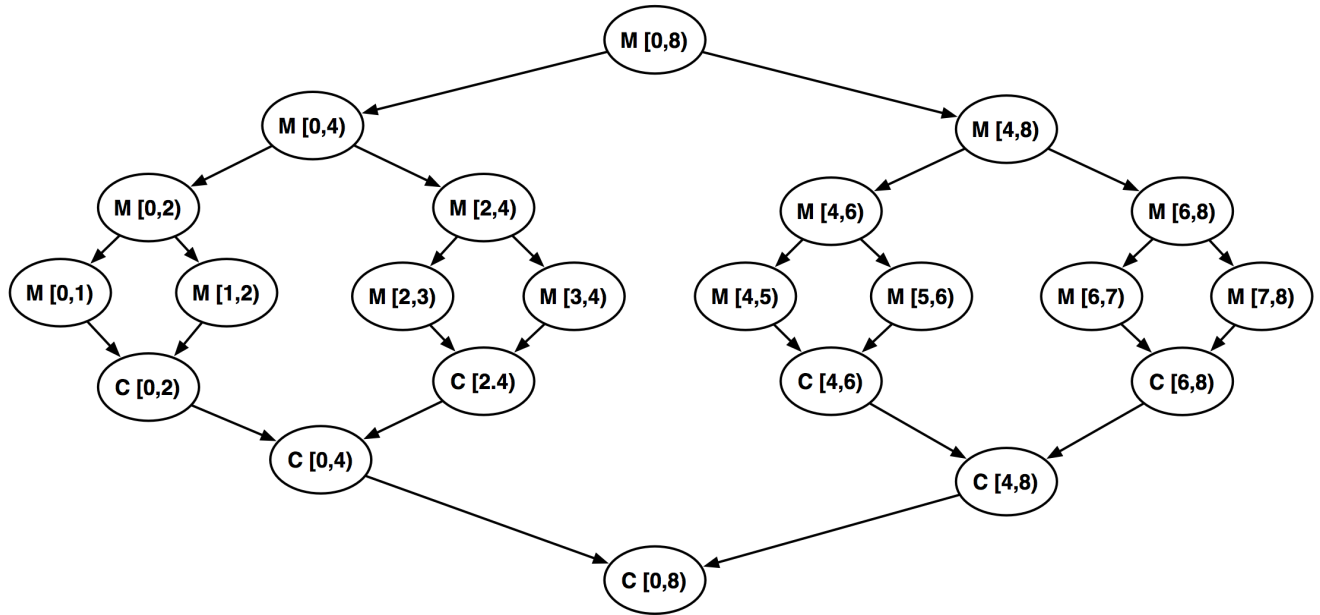 M [0,8)
M [0,4)
M [4,8)
M [0,2)
M [2,4)
M [4,6)
M [6,8)
M [0,1)
M [1,2)
M [2,3)
M [3,4)
M [4,5)
M [5,6)
M [6,7)
M [7,8)
C [0,2)
C [2.4)
C [4,6)
C [6,8)
C [0,4)
C [4,8)
C [0,8)